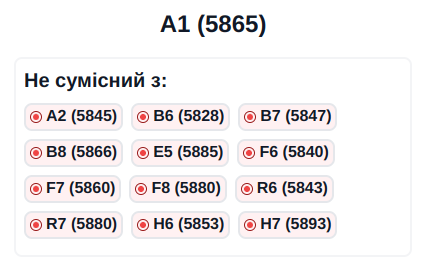 A1 (5865)
Не сумісний з:
A2 (5845) B6 (5828) B7 (5847)
B8 (5866) E5 (5885) F6 (5840)
F7 (5860) F8 (5880) R6 (5843)
R7 (5880) H6 (5853) H7 (5893)